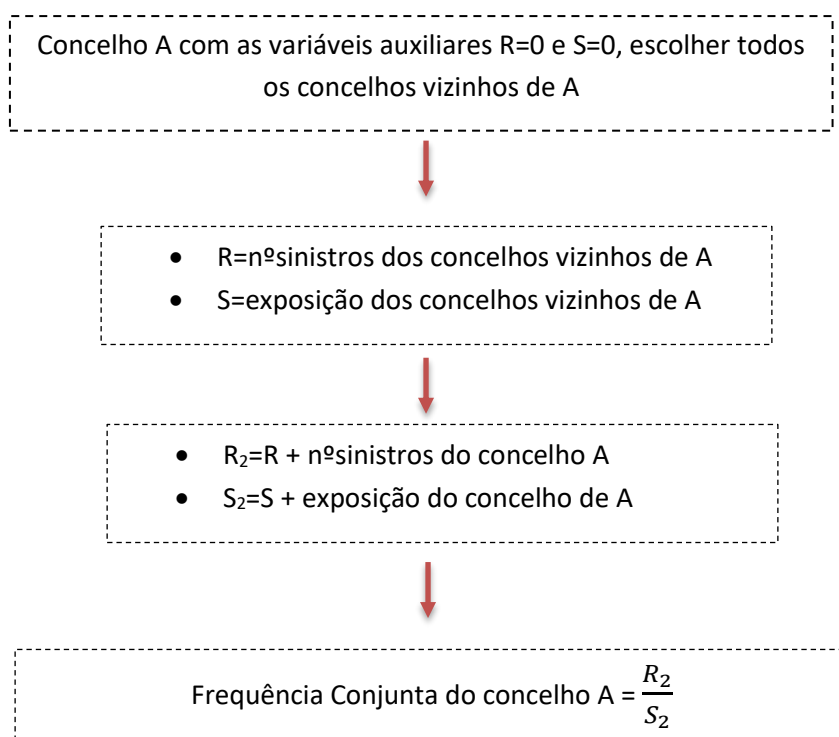 Concelho A com as variáveis auxiliares R=0 e S=0, escolher todos
os concelhos vizinhos de A
• R=nºsinistros dos concelhos vizinhos de A
• S=exposição dos concelhos vizinhos de A
• R₂=R + nºsinistros do concelho A
• S₂=S + exposição do concelho de A
Frequência Conjunta do concelho A = R₂/S₂